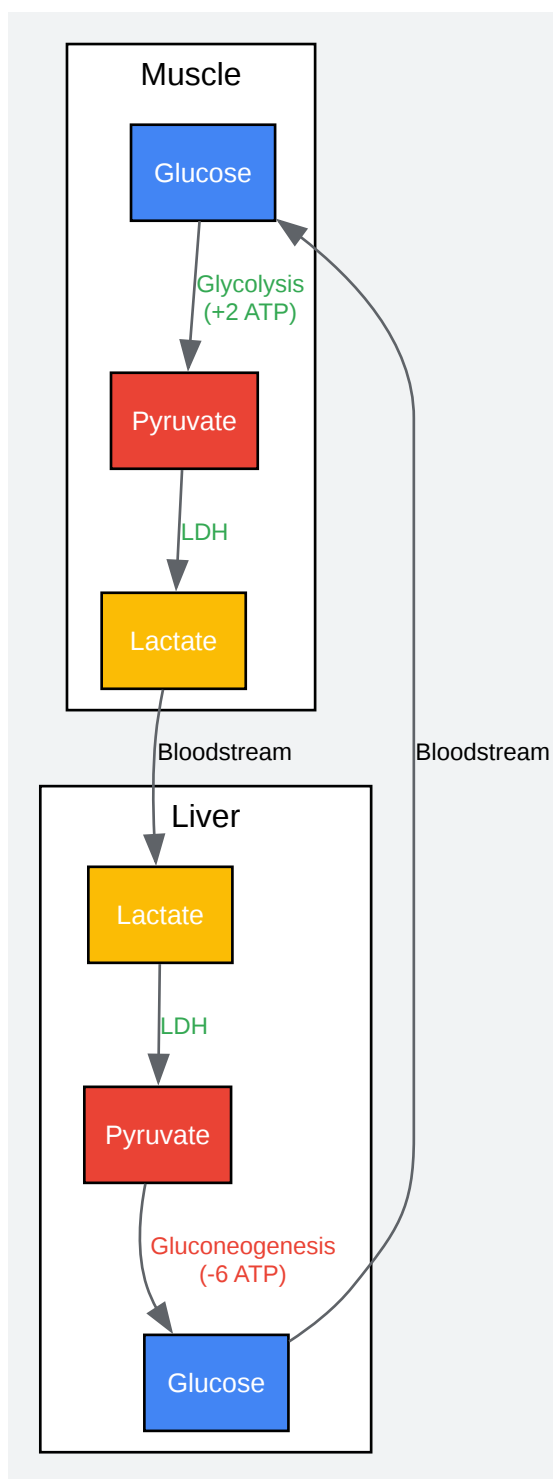 Muscle
Glucose
Glycolysis
(+2 ATP)
Pyruvate
LDH
Lactate
Bloodstream
Bloodstream
Liver
Lactate
LDH
Pyruvate
Gluconeogenesis
(-6 ATP)
Glucose